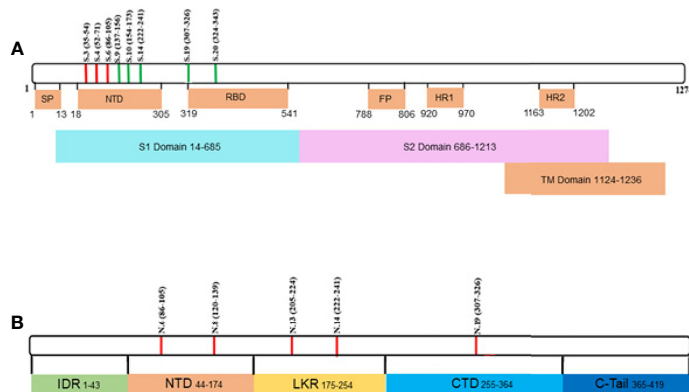 A
S.3 (35-54)
S.4 (52-71)
S.6 (86-105)
S.9 (137-156)
S.10 (154-173)
S.14 (222-241)
S.19 (307-326)
S.20 (324-343)
1
127
SP
NTD
RBD
FP
HR1
HR2
1
13
18
305
319
541
788
806
920
970
1163
1202
S1 Domain 14-685
S2 Domain 686-1213
TM Domain 1124-1236
B
N.6 (86-105)
N.8 (120-139)
N.13 (205-224)
N.14 (222-241)
N.19 (307-326)
IDR 1-43
NTD 44-174
LKR 175-254
CTD 255-364
C-Tail 365-419